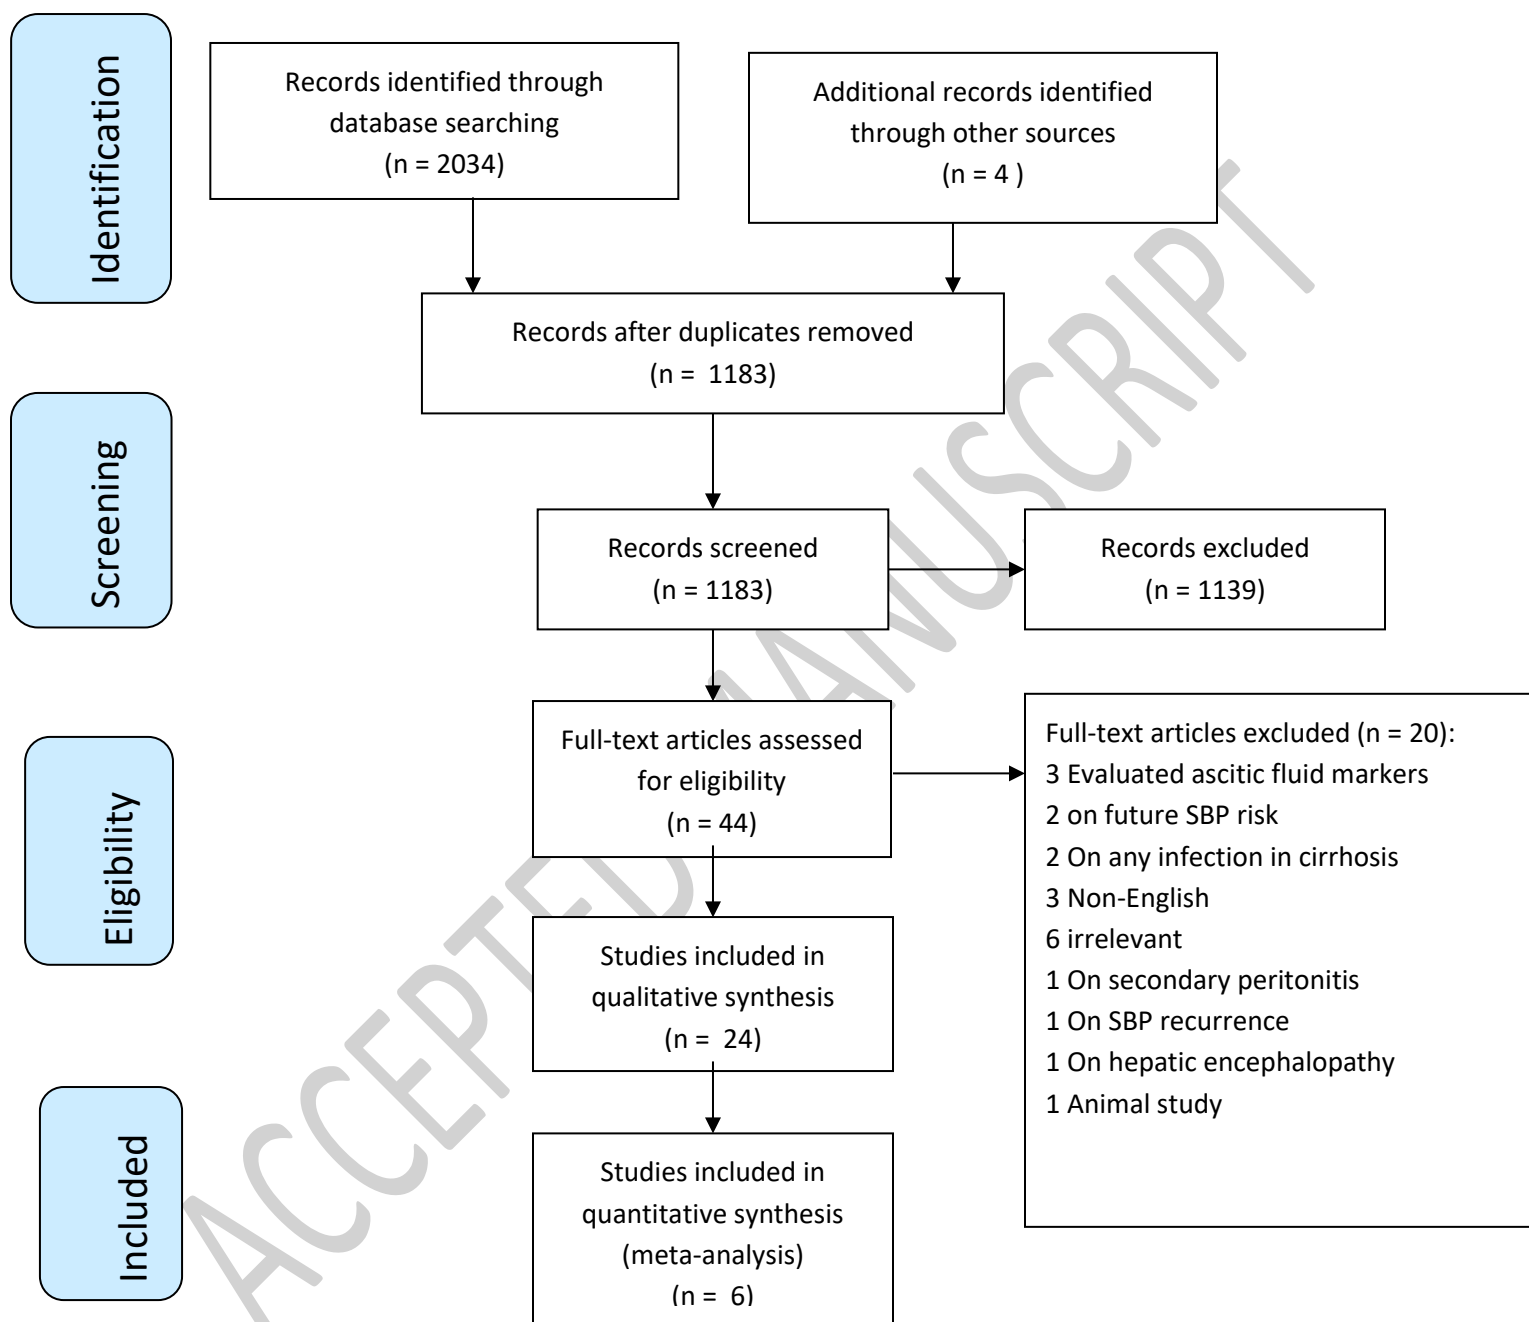 Identification
Records identified through
database searching
(n = 2034)
Additional records identified
through other sources
(n = 4 )
Records after duplicates removed
(n = 1183)
Screening
Records screened
(n = 1183)
Records excluded
(n = 1139)
Eligibility
Full-text articles assessed
for eligibility
(n = 44)
Full-text articles excluded (n = 20):
3 Evaluated ascitic fluid markers
2 on future SBP risk
2 On any infection in cirrhosis
3 Non-English
6 irrelevant
1 On secondary peritonitis
1 On SBP recurrence
1 On hepatic encephalopathy
1 Animal study
Studies included in
qualitative synthesis
(n = 24)
Included
Studies included in
quantitative synthesis
(meta-analysis)
(n = 6)
ACCEPTED MANUSCRIPT